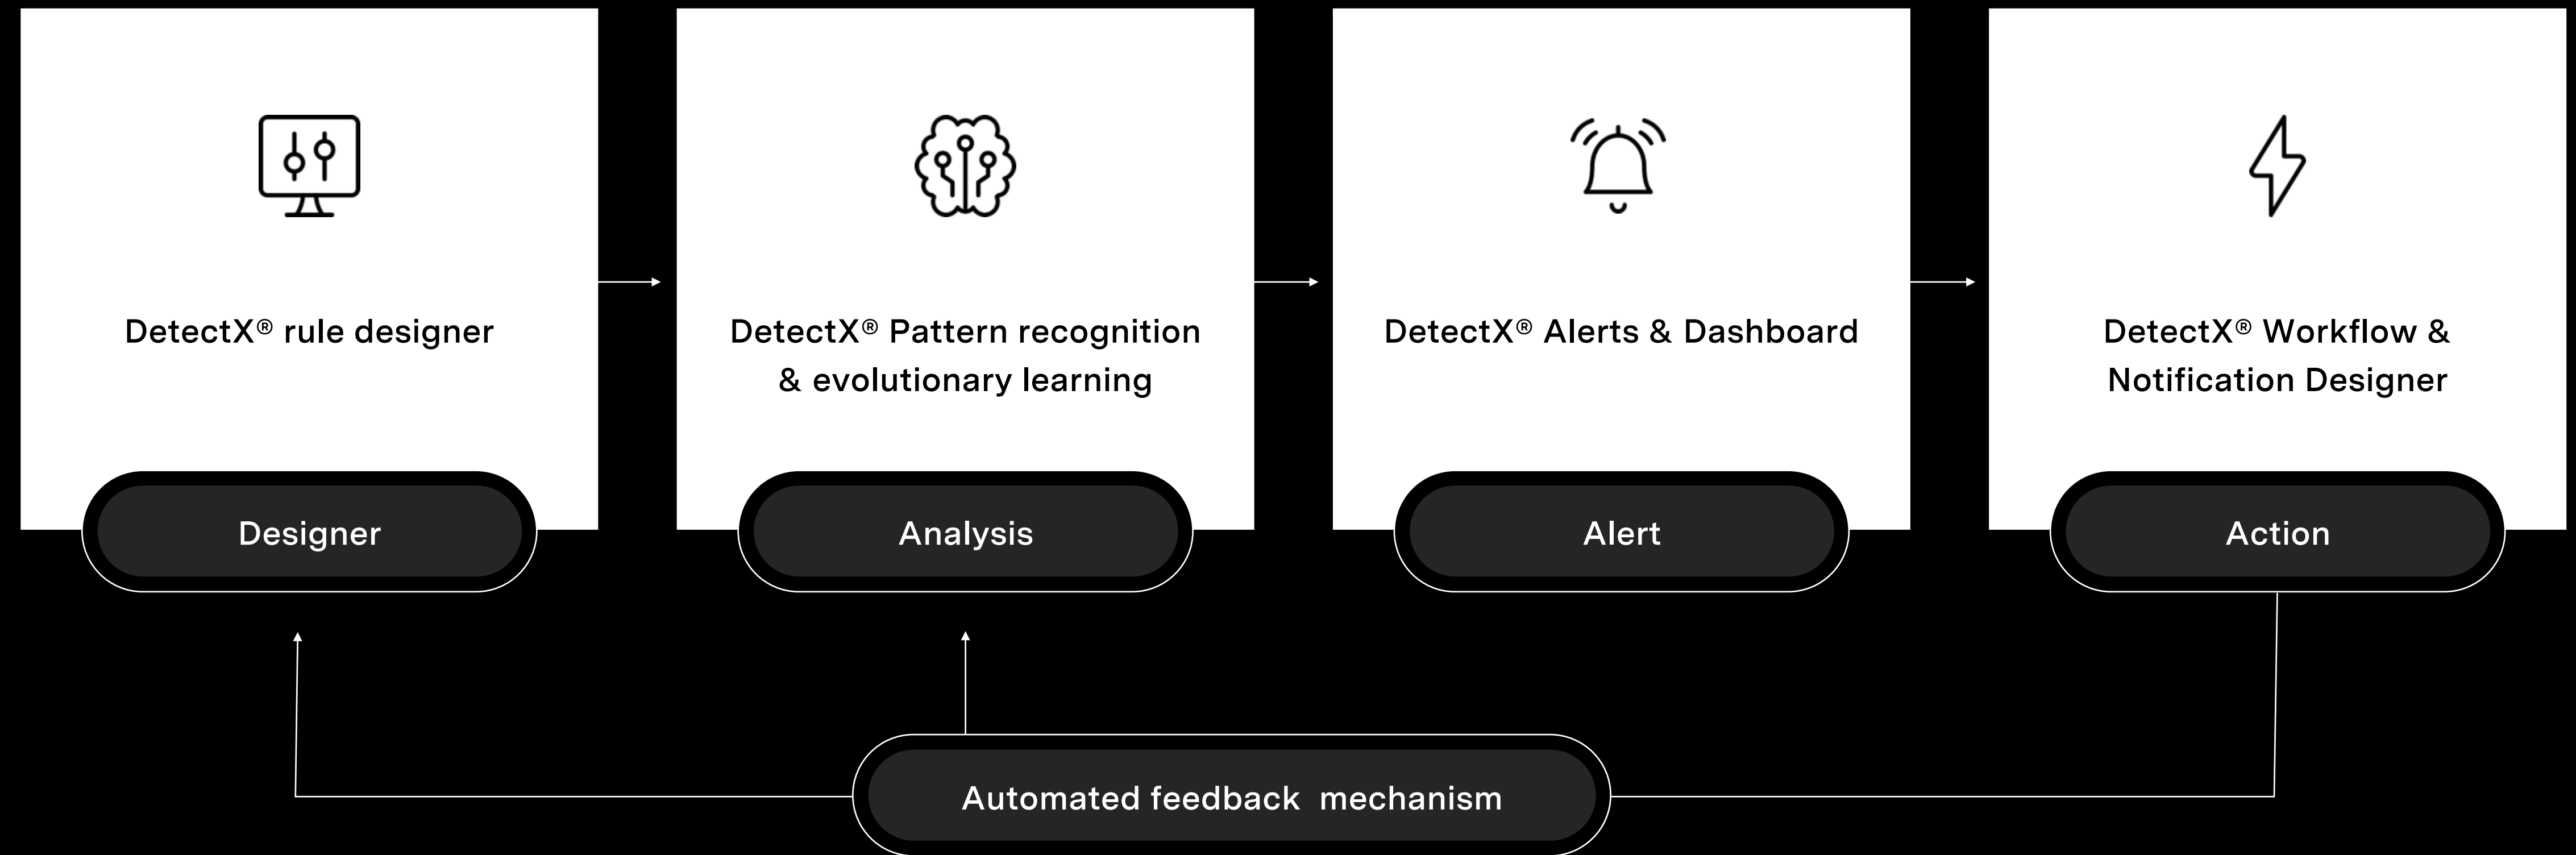 DetectX® rule designer
DetectX® Pattern recognition
& evolutionary learning
DetectX® Alerts & Dashboard
DetectX® Workflow &
Notification Designer
Designer
Analysis
Alert
Action
Automated feedback  mechanism